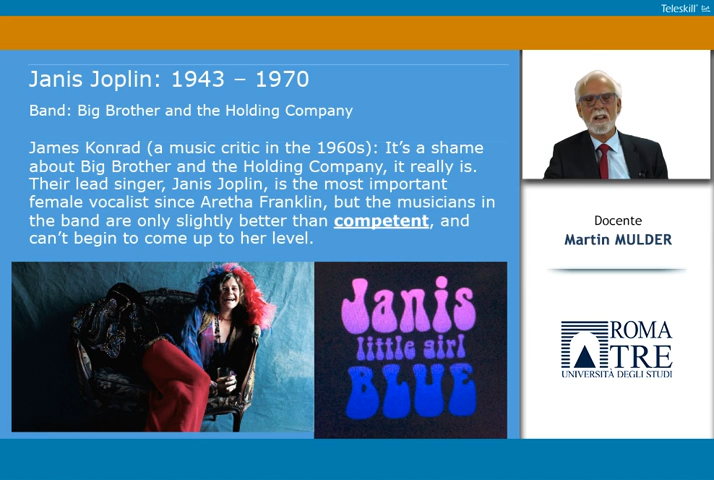 Teleskill
Janis Joplin: 1943 – 1970
Band: Big Brother and the Holding Company
James Konrad (a music critic in the 1960s): It’s a shame
about Big Brother and the Holding Company, it really is.
Their lead singer, Janis Joplin, is the most important
female vocalist since Aretha Franklin, but the musicians in
the band are only slightly better than competent, and
can’t begin to come up to her level.
Janis
little girl
BLUE
Docente
Martin MULDER
ROMA
TRE
UNIVERSITÀ DEGLI STUDI